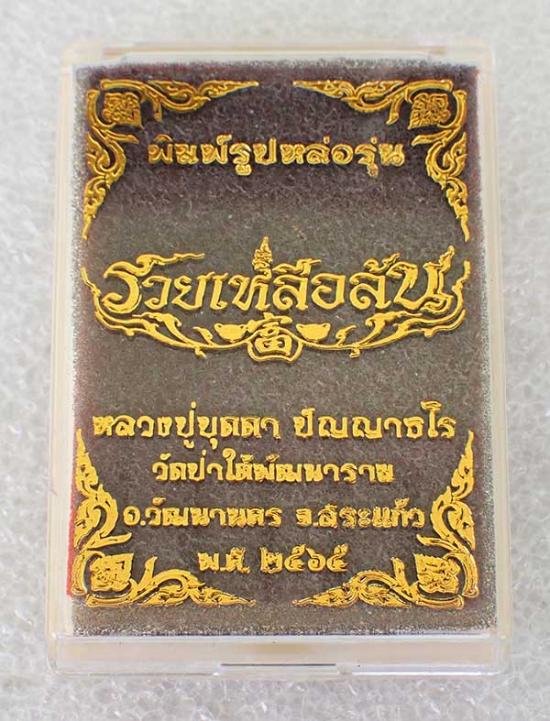 พิมพ์รูปหล่อรุ่น
รวยเหลือล้น
หลวงปู่บุดดา ปัญญาธโร
วัดป่าใต้พัฒนาราม
อ.วัฒนานคร จ.สระแก้ว
พ.ศ. ๒๕๖๕